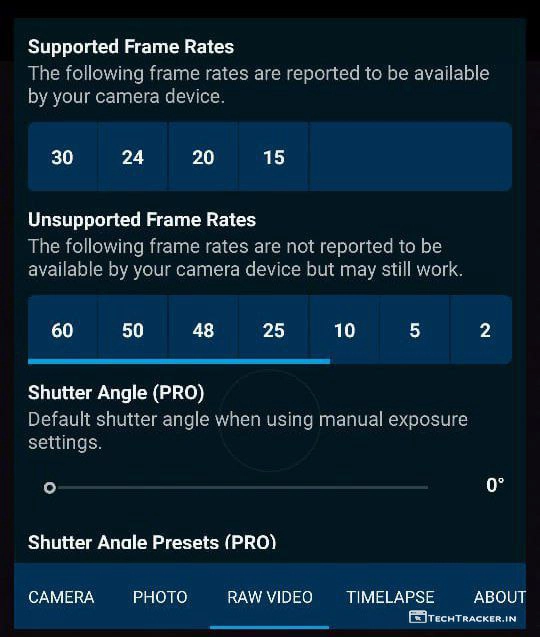 Supported Frame Rates
The following frame rates are reported to be available
by your camera device.
30 24 20 15
Unsupported Frame Rates
The following frame rates are not reported to be
available by your camera device but may still work.
60 50 48 25 10 5 2
Shutter Angle (PRO)
Default shutter angle when using manual exposure
settings.
0°
Shutter Angle Presets (PRO)
CAMERA PHOTO RAW VIDEO TIMELAPSE ABOUT
TECHTRACKER.IN